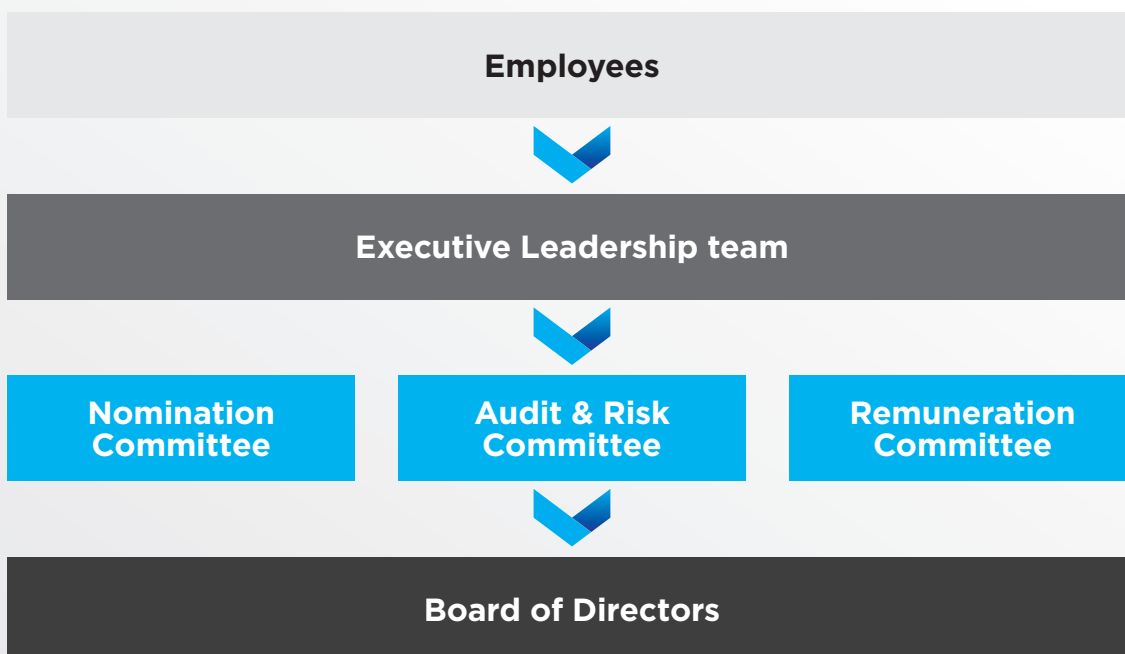 Employees
Executive Leadership team
Nomination
Committee
Audit & Risk
Committee
Remuneration
Committee
Board of Directors